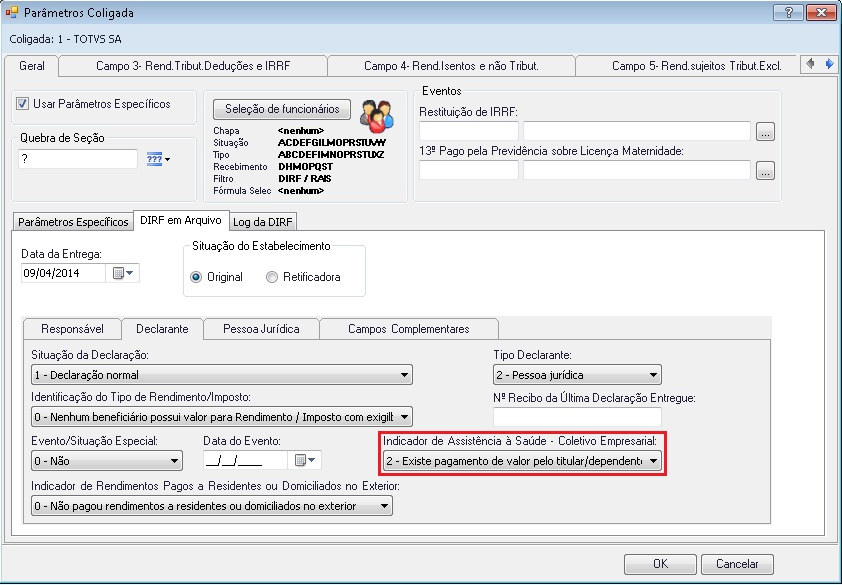 Parâmetros Coligada
Coligada: 1 - TOTVS SA
Geral
Campo 3- Rend.Tribut.Deduções e IRRF
Campo 4- Rend.Isentos e não Tribut.
Campo 5- Rend.sujeitos Tribut.Excl.
Usar Parâmetros Específicos
Quebra de Seção
?
???
Seleção de funcionários
Chapa <nenhum>
Situação ACDEFGILMOPRSTUVWY
Tipo ABCDEFIMNOPRSTUXZ
Recebimento DHMOPQST
Filtro DIRF / RAIS
Fórmula Selec <nenhum>
Eventos
Restituição de IRRF:
...
13º Pago pela Previdência sobre Licença Maternidade:
...
Parâmetros Específicos
DIRF em Arquivo
Log da DIRF
Data da Entrega:
09/04/2014
Situação do Estabelecimento
Original
Retificadora
Responsável
Declarante
Pessoa Jurídica
Campos Complementares
Situação da Declaração:
1 - Declaração normal
Tipo Declarante:
2 - Pessoa jurídica
Identificação do Tipo de Rendimento/Imposto:
0 - Nenhum beneficiário possui valor para Rendimento / Imposto com exigib
Nº Recibo da Última Declaração Entregue:
Evento/Situação Especial:
0 - Não
Data do Evento:
__/__/____
Indicador de Assistência à Saúde - Coletivo Empresarial:
2 - Existe pagamento de valor pelo titular/dependente
Indicador de Rendimentos Pagos a Residentes ou Domiciliados no Exterior:
0 - Não pagou rendimentos a residentes ou domiciliados no exterior
OK
Cancelar